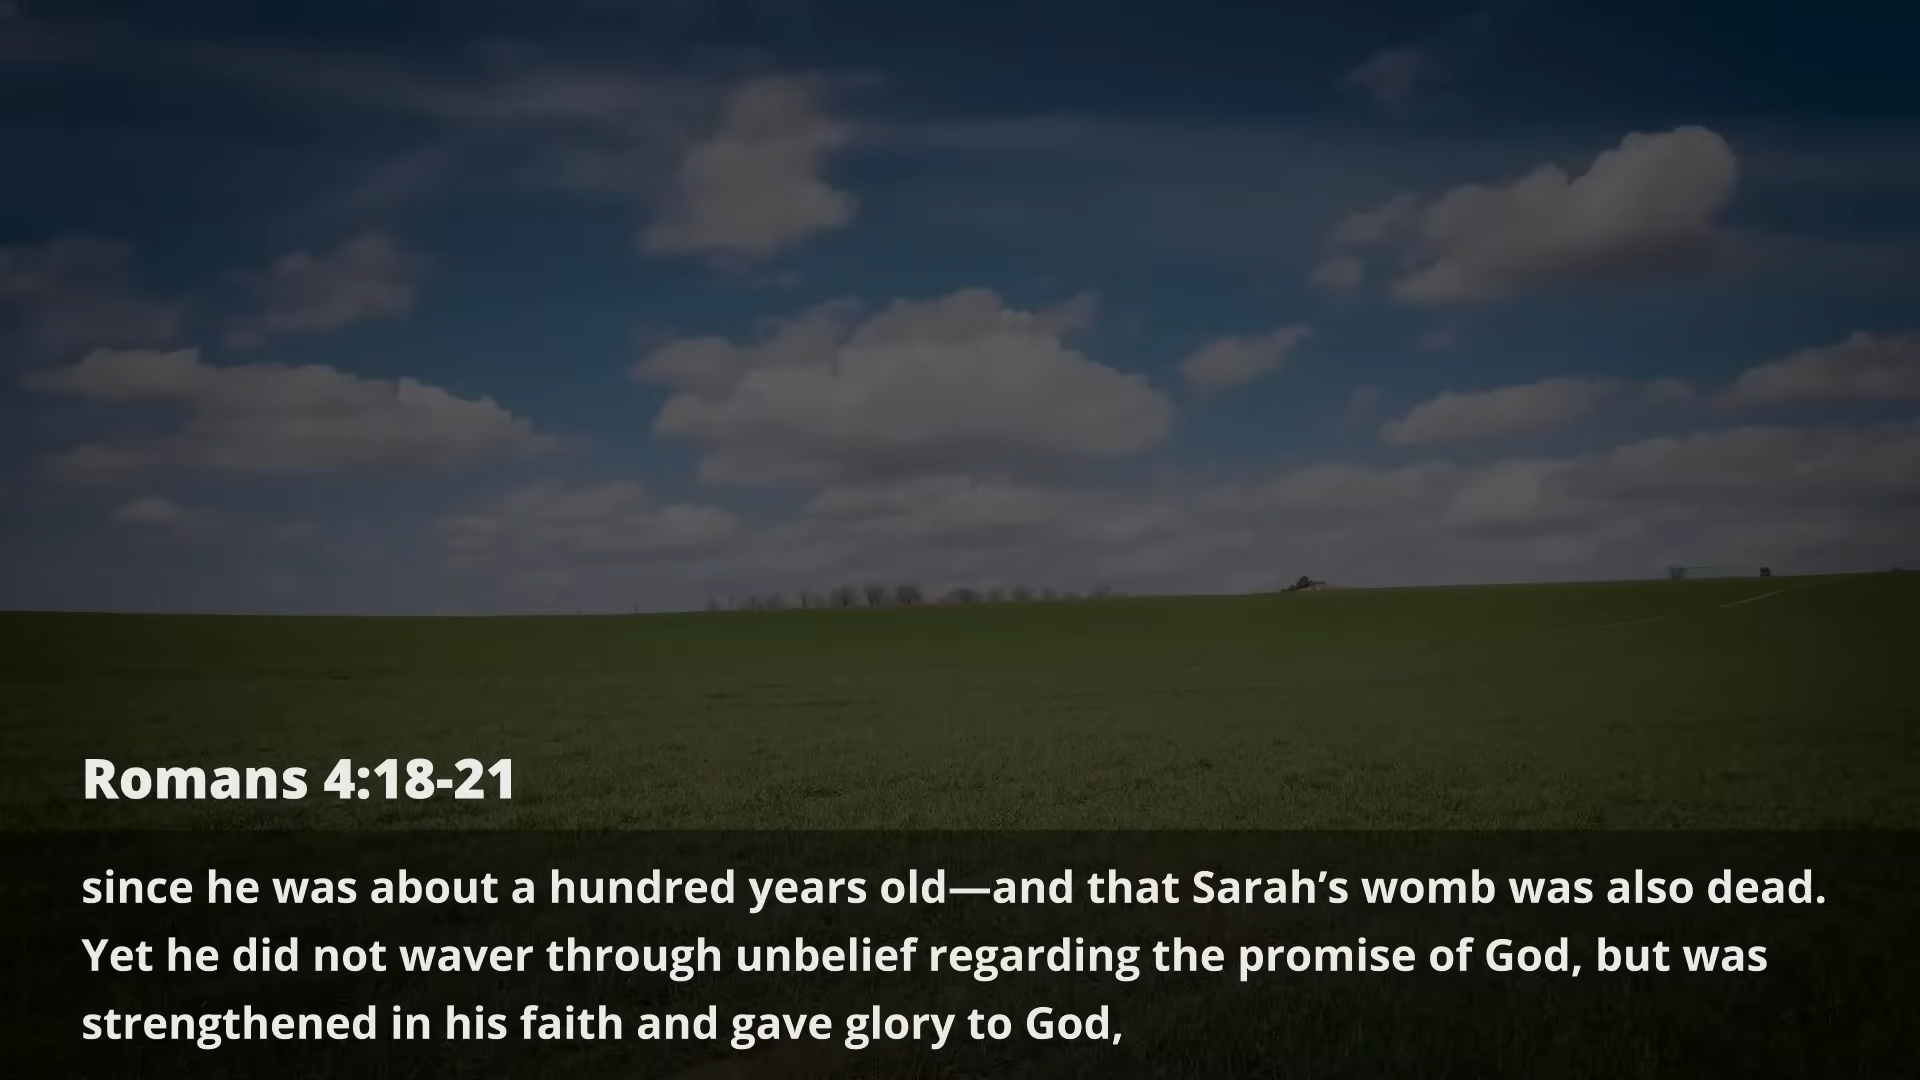 Romans 4:18-21
since he was about a hundred years old—and that Sarah’s womb was also dead.
Yet he did not waver through unbelief regarding the promise of God, but was
strengthened in his faith and gave glory to God,